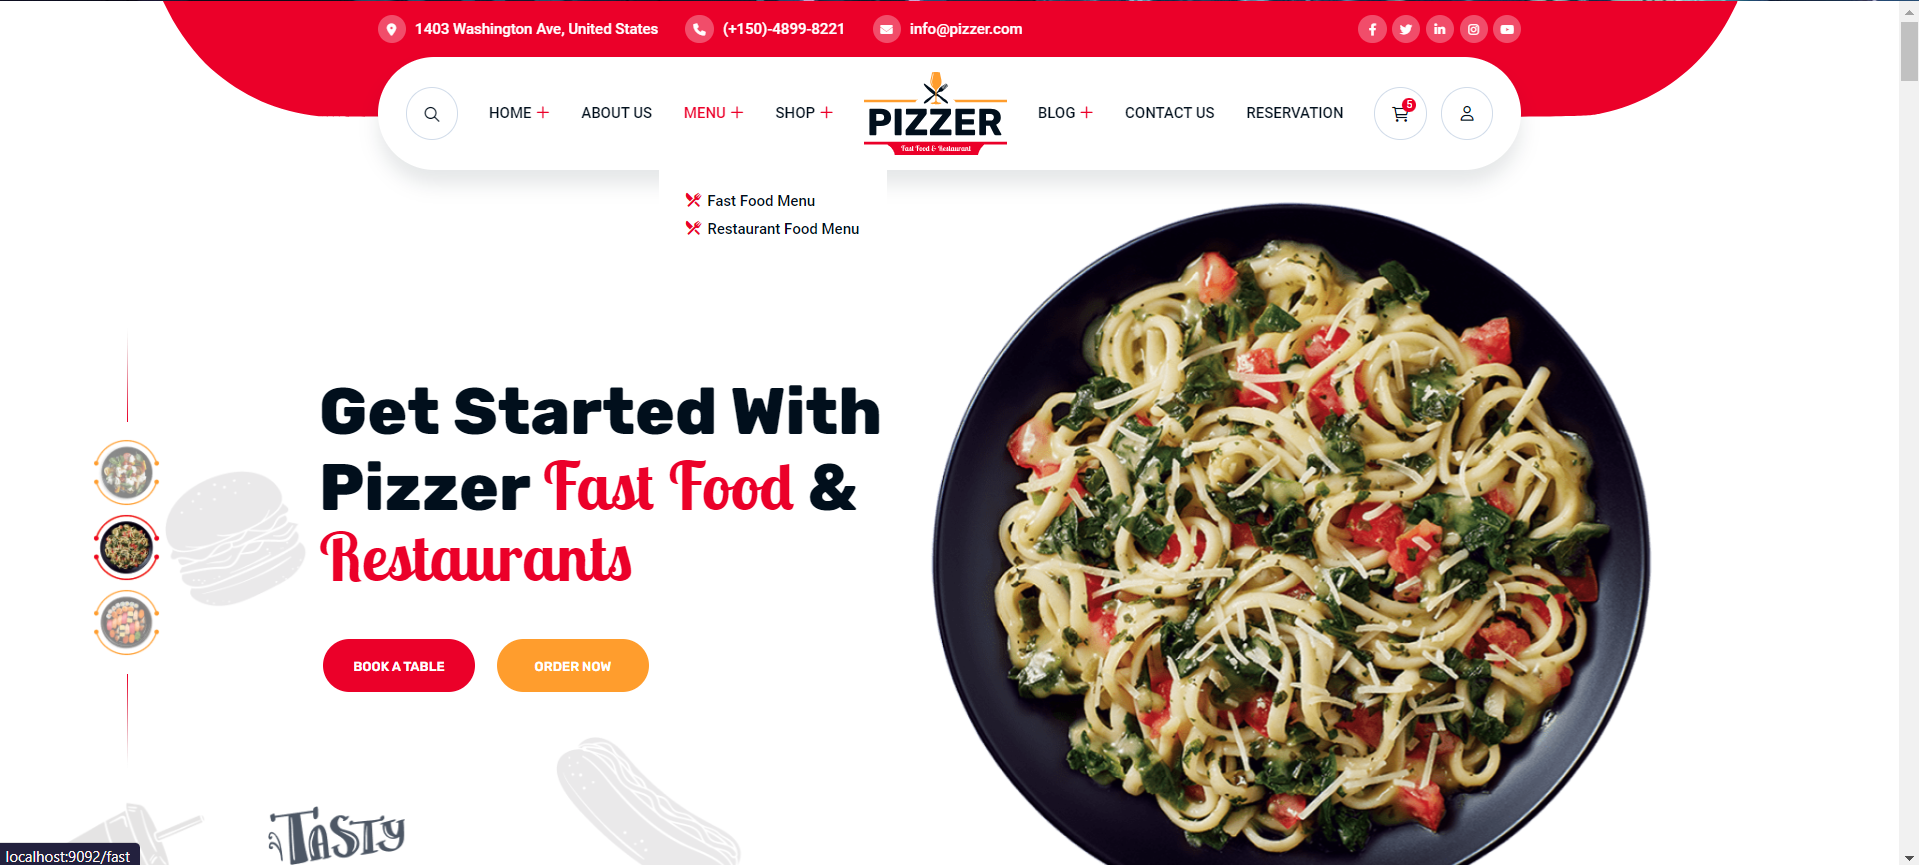 1403 Washington Ave, United States
(+150)-4899-8221
info@pizzer.com
HOME
ABOUT US
MENU
SHOP
PIZZER
Fast Food & Restaurant
BLOG
CONTACT US
RESERVATION
5
Fast Food Menu
Restaurant Food Menu
Get Started With
Pizzer Fast Food &
Restaurants
BOOK A TABLE
ORDER NOW
TASTY
localhost:9092/fast